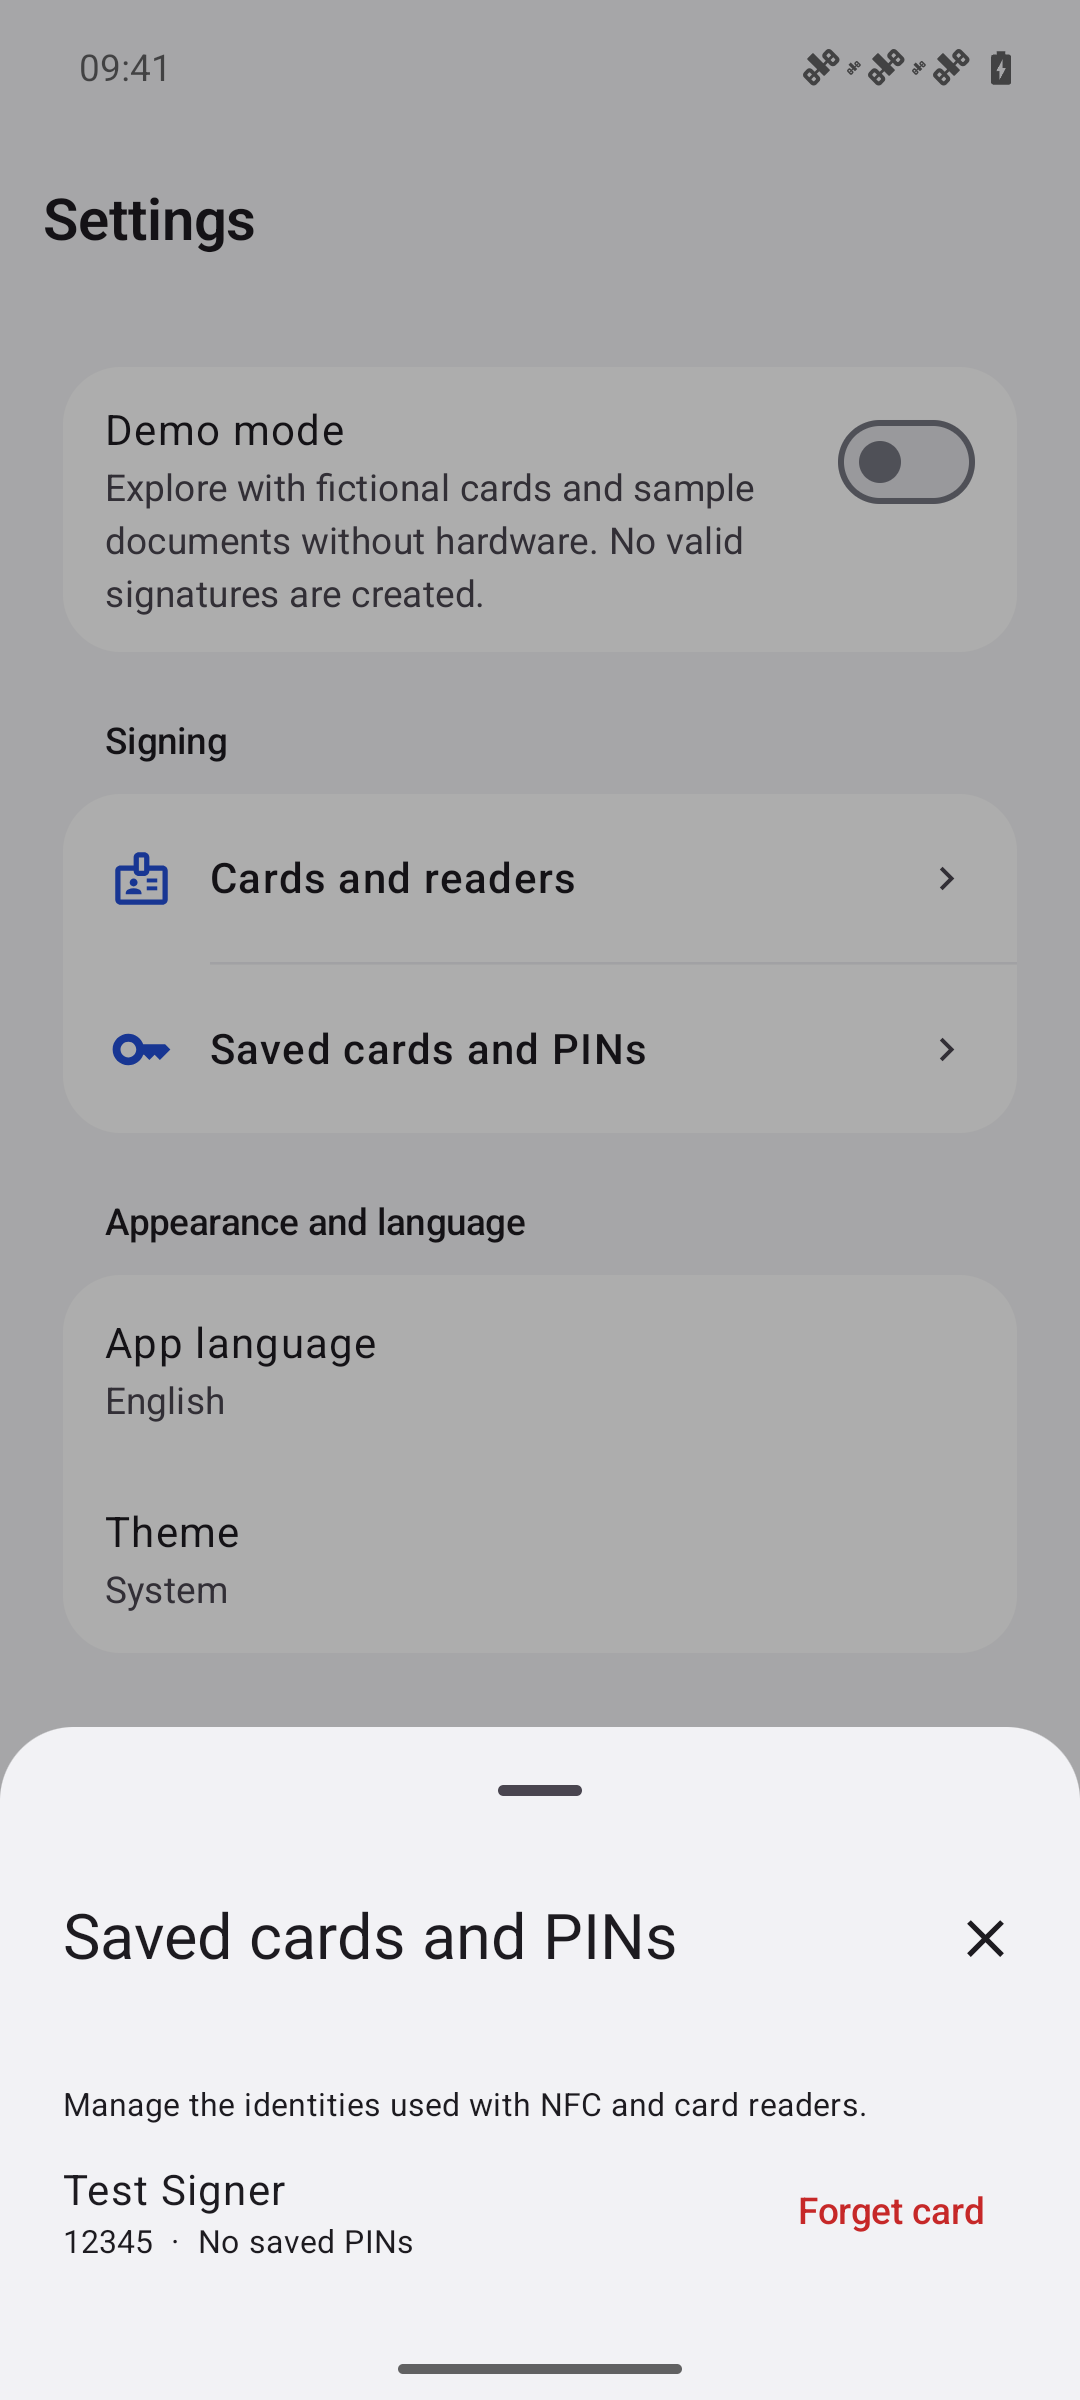 09:41
Settings
Demo mode
Explore with fictional cards and sample
documents without hardware. No valid
signatures are created.
Signing
Cards and readers
Saved cards and PINs
Appearance and language
App language
English
Theme
System
Saved cards and PINs
Manage the identities used with NFC and card readers.
Test Signer
12345 · No saved PINs
Forget card